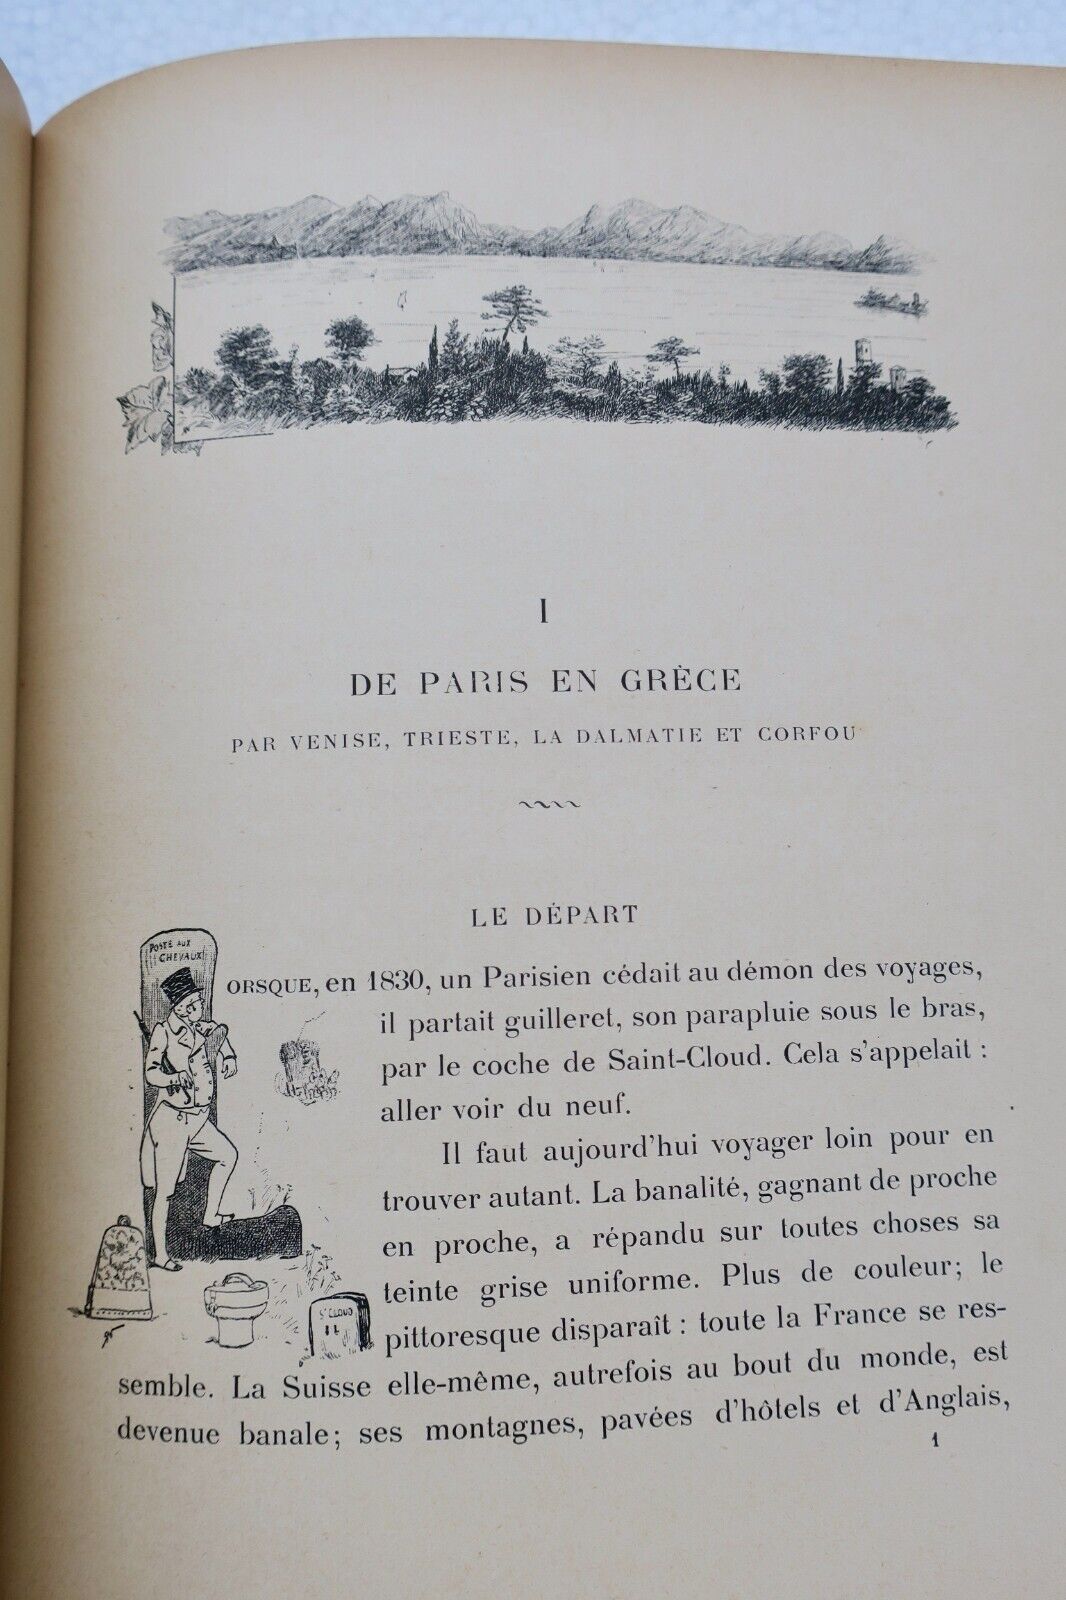 I
DE PARIS EN GRÈCE
PAR VENISE, TRIESTE, LA DALMATIE ET CORFOU
LE DÉPART
POSTE AUX
CHEVAUX
ORSQUE, en 1830, un Parisien cédait au démon des voyages,
il partait guilleret, son parapluie sous le bras,
par le coche de Saint-Cloud. Cela s'appelait :
aller voir du neuf.
Il faut aujourd'hui voyager loin pour en
trouver autant. La banalité, gagnant de proche
en proche, a répandu sur toutes choses sa
teinte grise uniforme. Plus de couleur; le
pittoresque disparaît : toute la France se res-
semble. La Suisse elle-même, autrefois au bout du monde, est
devenue banale; ses montagnes, pavées d'hôtels et d'Anglais,
St CLOUD
1